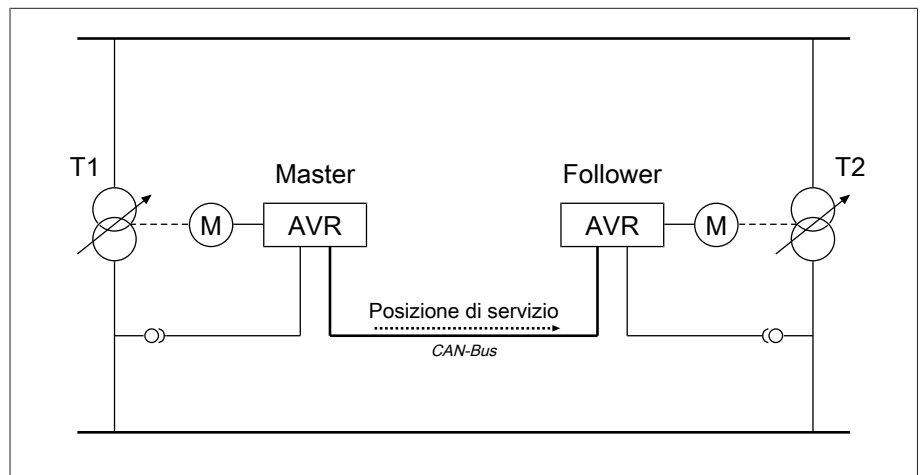 T1
Master
Follower
T2
M
AVR
AVR
M
Posizione di servizio
CAN-Bus